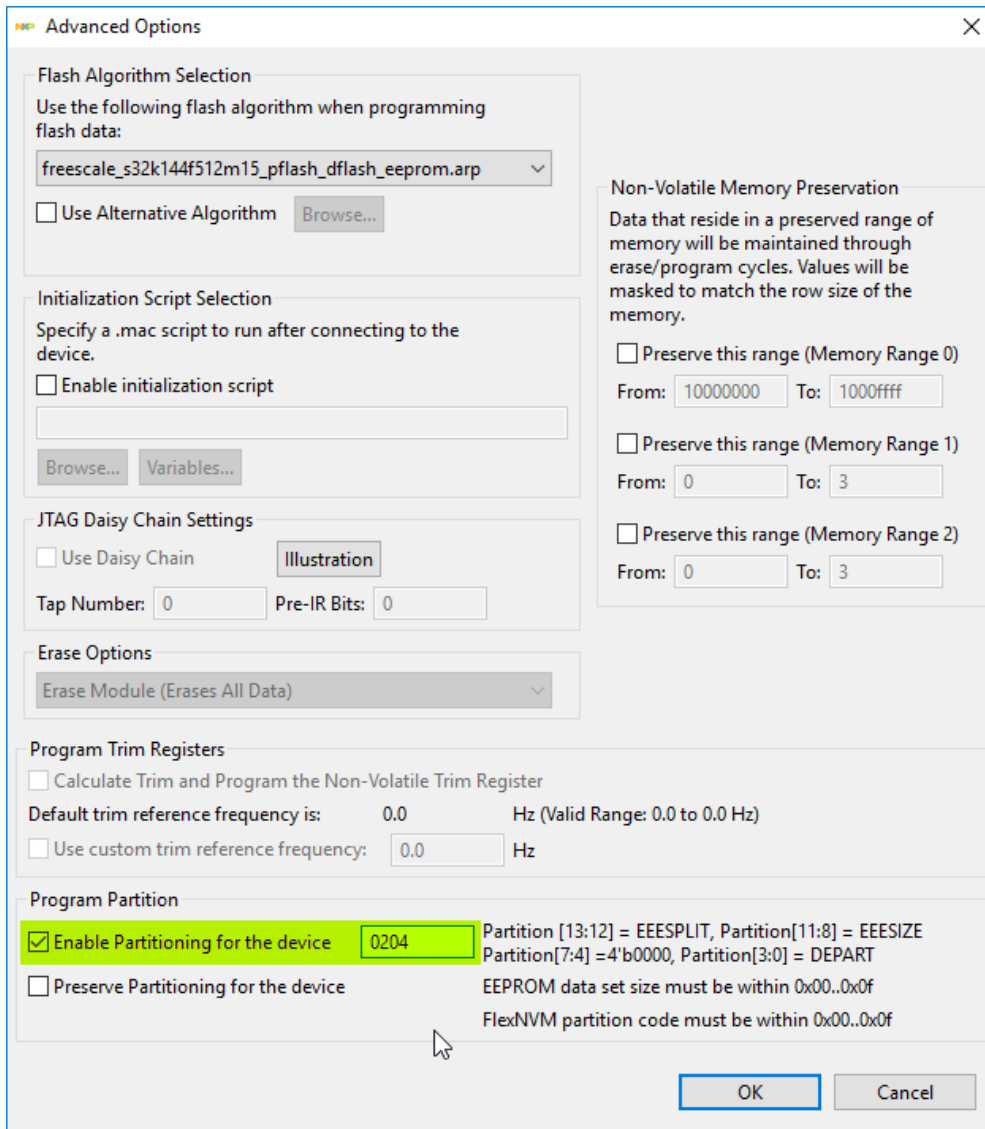 NXP Advanced Options
Flash Algorithm Selection
Use the following flash algorithm when programming
flash data:
freescale_s32k144f512m15_pflash_dflash_eeprom.arp
Use Alternative Algorithm Browse...
Initialization Script Selection
Specify a .mac script to run after connecting to the
device.
Enable initialization script
Browse... Variables...
JTAG Daisy Chain Settings
Use Daisy Chain Illustration
Tap Number: 0 Pre-IR Bits: 0
Erase Options
Erase Module (Erases All Data)
Non-Volatile Memory Preservation
Data that reside in a preserved range of
memory will be maintained through
erase/program cycles. Values will be
masked to match the row size of the
memory.
Preserve this range (Memory Range 0)
From: 10000000 To: 1000ffff
Preserve this range (Memory Range 1)
From: 0 To: 3
Preserve this range (Memory Range 2)
From: 0 To: 3
Program Trim Registers
Calculate Trim and Program the Non-Volatile Trim Register
Default trim reference frequency is: 0.0 Hz (Valid Range: 0.0 to 0.0 Hz)
Use custom trim reference frequency: 0.0 Hz
Program Partition
Enable Partitioning for the device 0204
Partition [13:12] = EEESPLIT, Partition[11:8] = EEESIZE
Partition[7:4] =4'b0000, Partition[3:0] = DEPART
Preserve Partitioning for the device
EEPROM data set size must be within 0x00..0x0f
FlexNVM partition code must be within 0x00..0x0f
OK Cancel